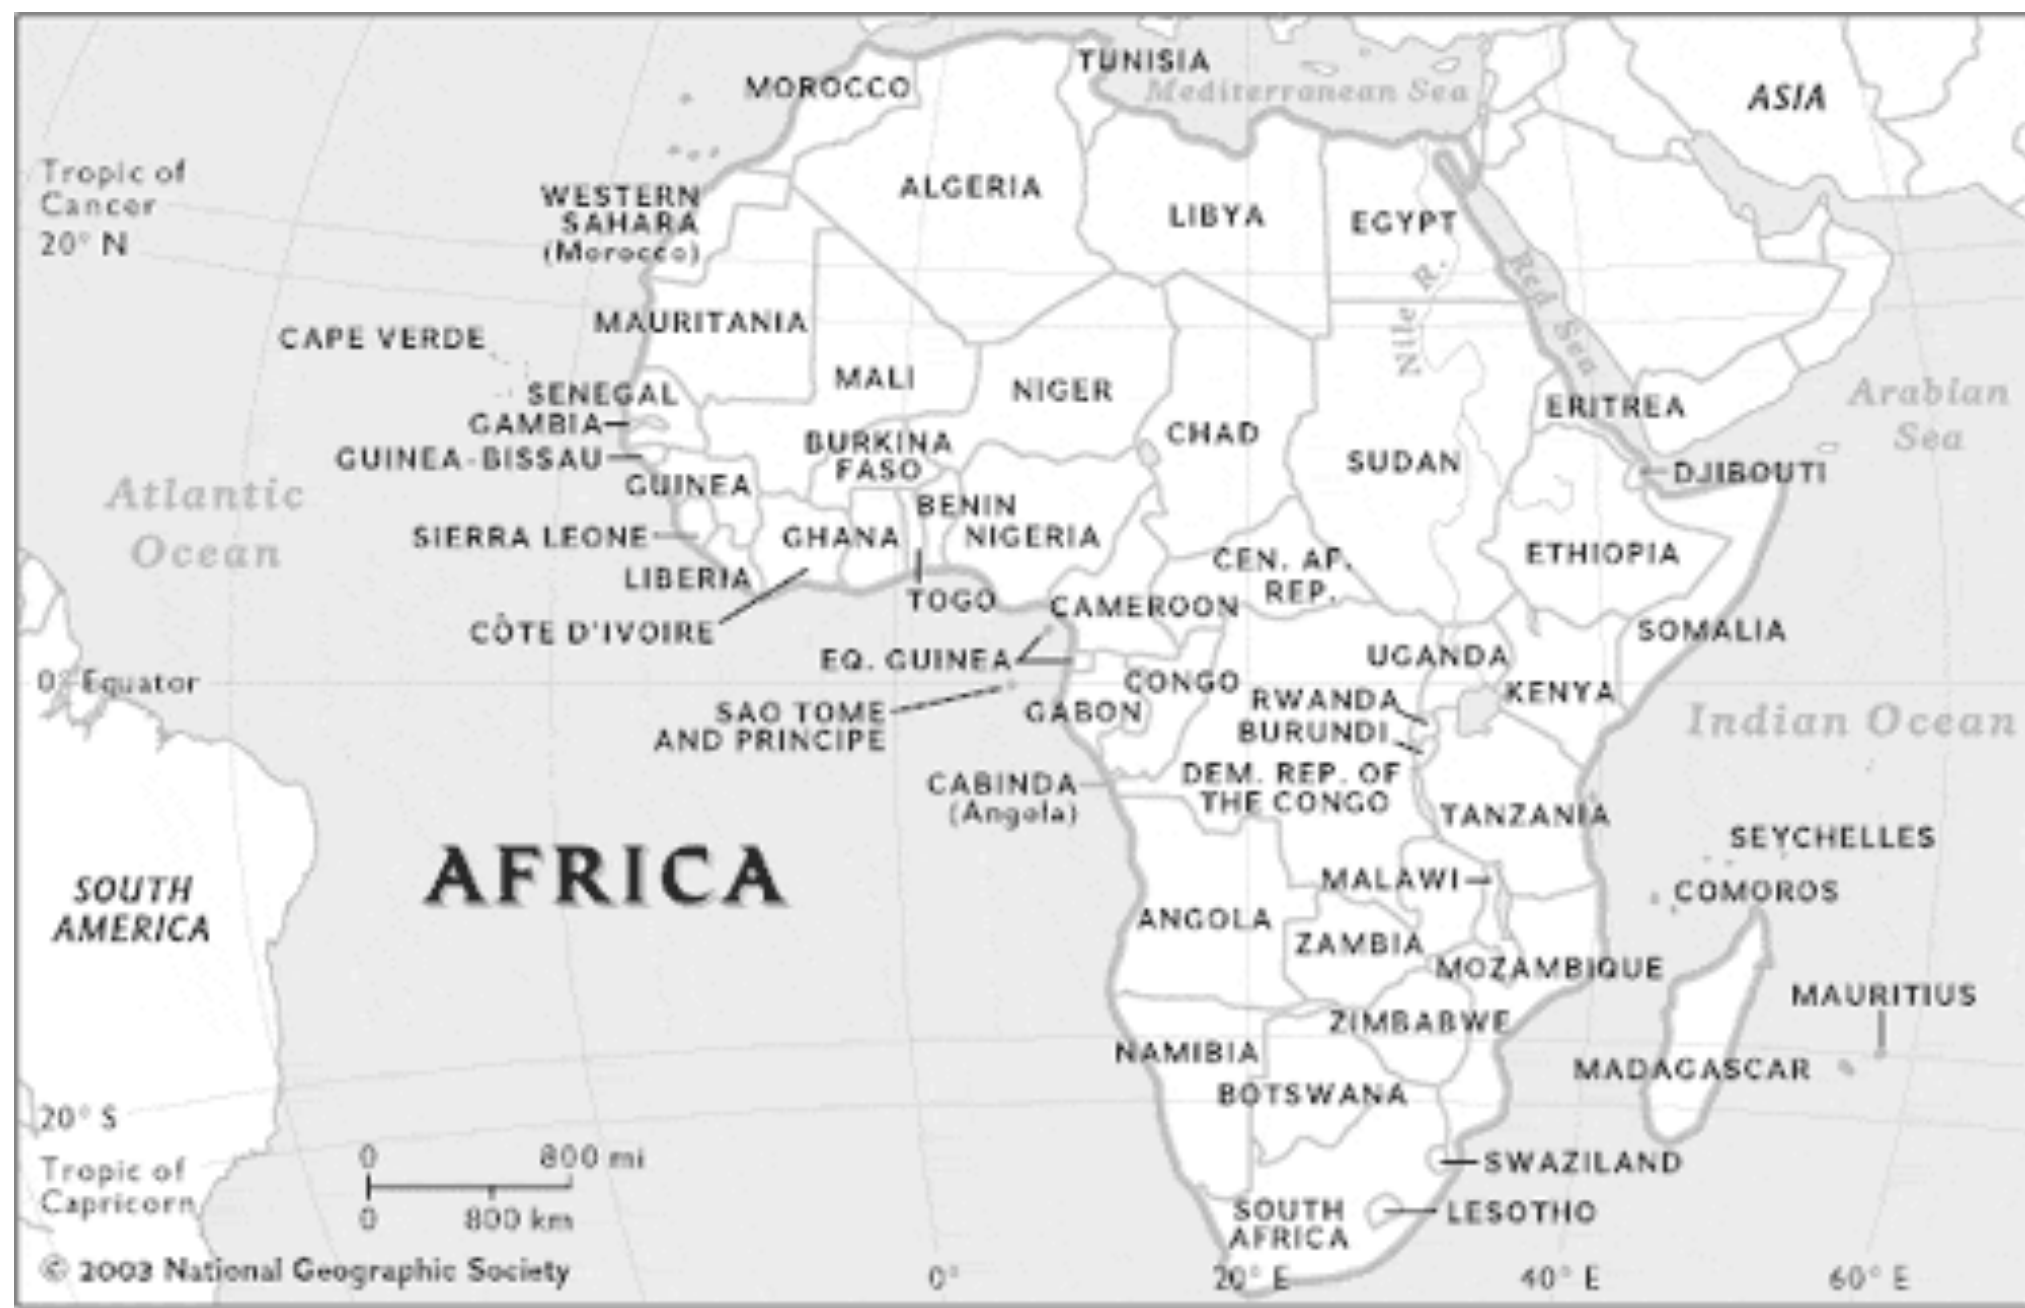 TUNISIA
MOROCCO
Mediterranean Sea
ASIA
Tropic of
Cancer
20° N
WESTERN
SAHARA
(Morocco)
ALGERIA
LIBYA
EGYPT
Nile R.
Red Sea
MAURITANIA
CAPE VERDE
MALI
NIGER
SENEGAL
GAMBIA
GUINEA-BISSAU
CHAD
SUDAN
ERITREA
Arabian
Sea
BURKINA
FASO
DJIBOUTI
GUINEA
Atlantic
Ocean
BENIN
SIERRA LEONE
GHANA
NIGERIA
CEN. AF.
REP.
ETHIOPIA
LIBERIA
TOGO
CAMEROON
CÔTE D'IVOIRE
SOMALIA
EQ. GUINEA
UGANDA
0° Equator
CONGO
KENYA
RWANDA
SAO TOME
AND PRINCIPE
GABON
BURUNDI
Indian Ocean
CABINDA
(Angola)
DEM. REP. OF
THE CONGO
TANZANIA
SEYCHELLES
AFRICA
SOUTH
AMERICA
MALAWI
COMOROS
ANGOLA
ZAMBIA
MOZAMBIQUE
MAURITIUS
ZIMBABWE
NAMIBIA
MADAGASCAR
BOTSWANA
20° S
0 800 mi
Tropic of
Capricorn
SWAZILAND
0 800 km
SOUTH
AFRICA
LESOTHO
© 2003 National Geographic Society
0° 20° E 40° E 60° E